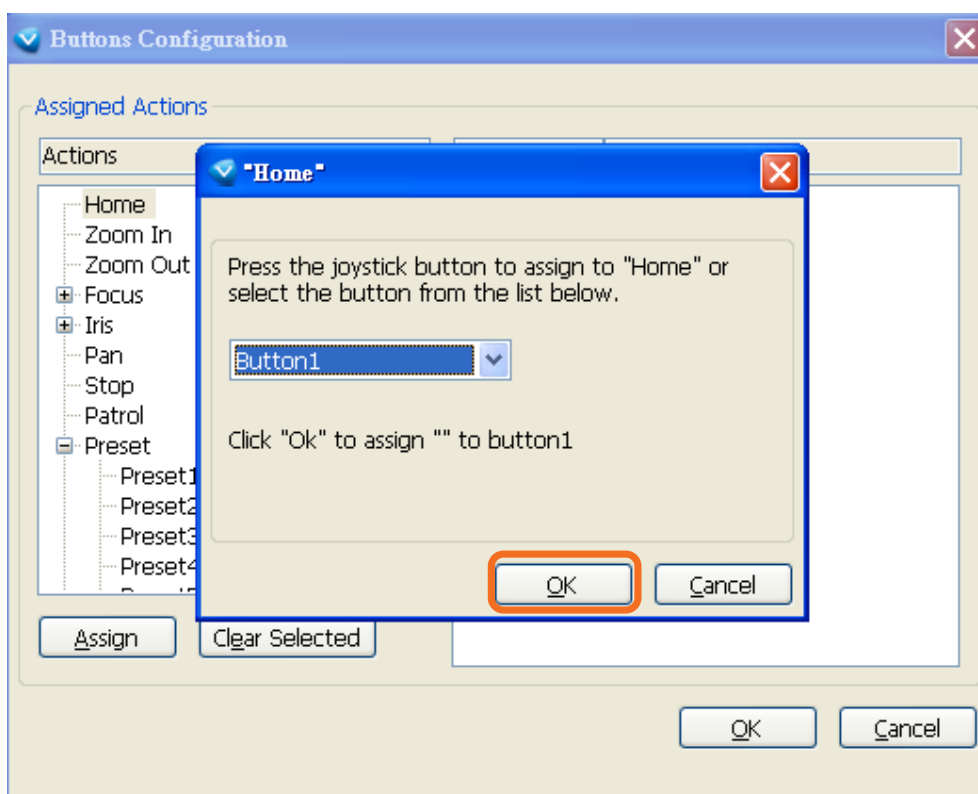 Buttons Configuration
Assigned Actions
Actions
Home
Zoom In
Zoom Out
Focus
Iris
Pan
Stop
Patrol
Preset
Preset1
Preset2
Preset3
Preset4
"Home"
Press the joystick button to assign to "Home" or
select the button from the list below.
Button1
Click "Ok" to assign "" to button1
OK
Cancel
Assign
Clear Selected
OK
Cancel